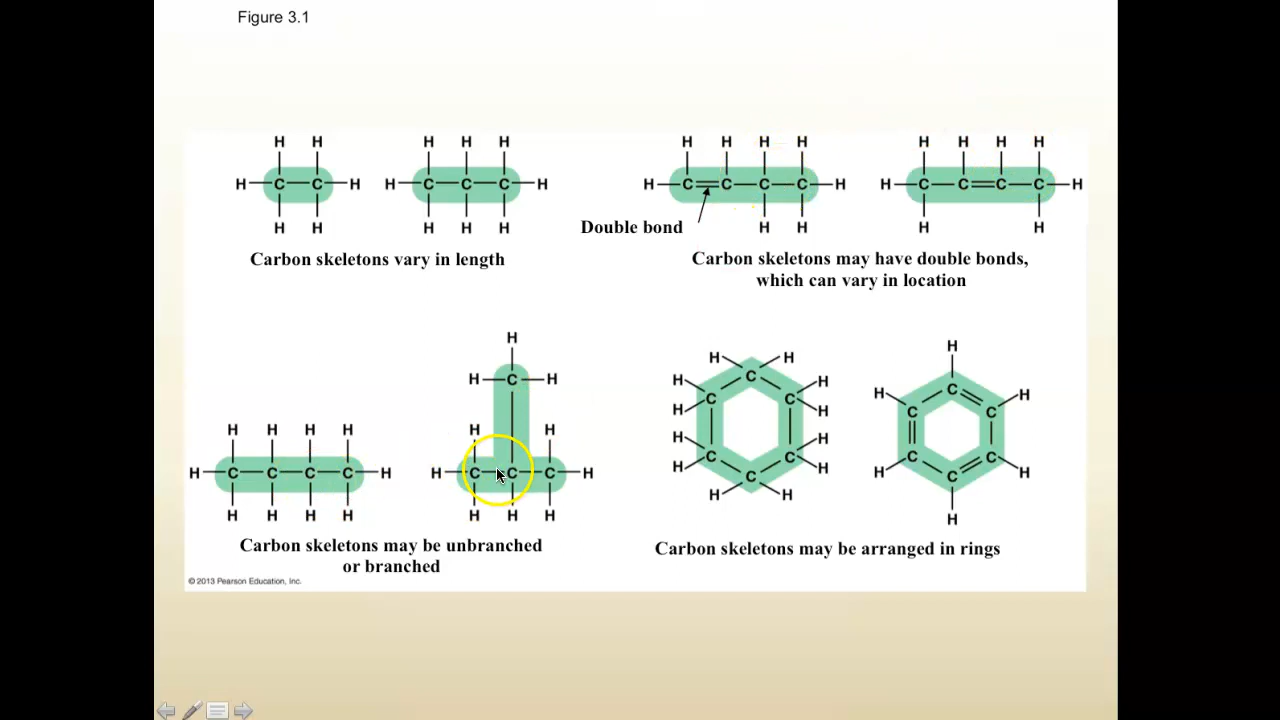 Figure 3.1
H H
H C C H
H H
H H H
H C C C H
H H H
Carbon skeletons vary in length
H H H H
H C C C C H
H H
Double bond
H H H H
H C C C C H
H H
Carbon skeletons may have double bonds,
which can vary in location
H H H H
H C C C C H
H H H H
H
H C H
H H
H C C C H
H H H
Carbon skeletons may be unbranched
or branched
H H
C
H H
C C
H H
H H
C C
H H
C
H H
H
H C H
C C
C C
H C H
H
Carbon skeletons may be arranged in rings
© 2013 Pearson Education, Inc.